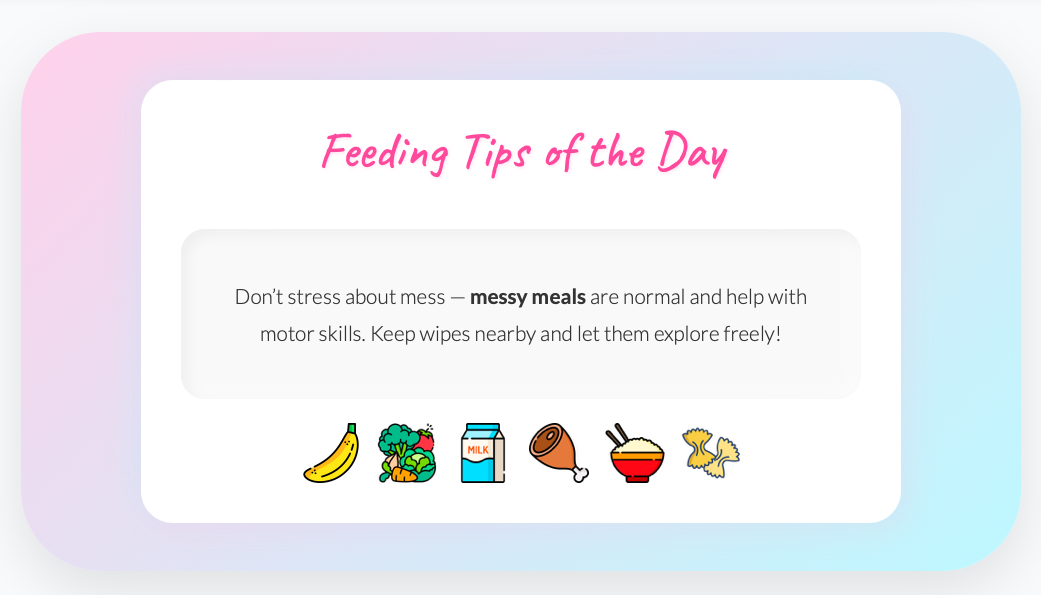 Feeding Tips of the Day
Don’t stress about mess — messy meals are normal and help with
motor skills. Keep wipes nearby and let them explore freely!
MILK